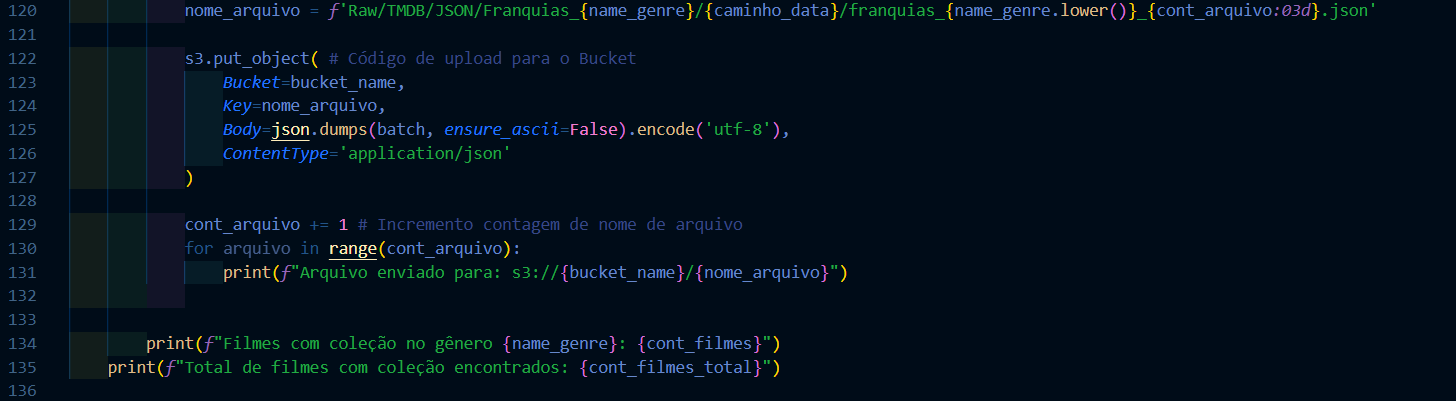 120 nome_arquivo = f'Raw/TMDB/JSON/Franquias_{name_genre}/{caminho_data}/franquias_{name_genre.lower()}_{cont_arquivo:03d}.json'
121
122 s3.put_object( # Código de upload para o Bucket
123 Bucket=bucket_name,
124 Key=nome_arquivo,
125 Body=json.dumps(batch, ensure_ascii=False).encode('utf-8'),
126 ContentType='application/json'
127 )
128
129 cont_arquivo += 1 # Incremento contagem de nome de arquivo
130 for arquivo in range(cont_arquivo):
131 print(f"Arquivo enviado para: s3://{bucket_name}/{nome_arquivo}")
132
133
134 print(f"Filmes com coleção no gênero {name_genre}: {cont_filmes}")
135 print(f"Total de filmes com coleção encontrados: {cont_filmes_total}")
136